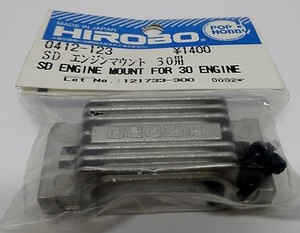 MADE IN JAPAN
HIROBO
POP
HOBBY
0412-123 ¥1400
SD エンジンマウント 30用
SD ENGINE MOUNT FOR 30 ENGINE
Lot No.:121733-300
HIROBO